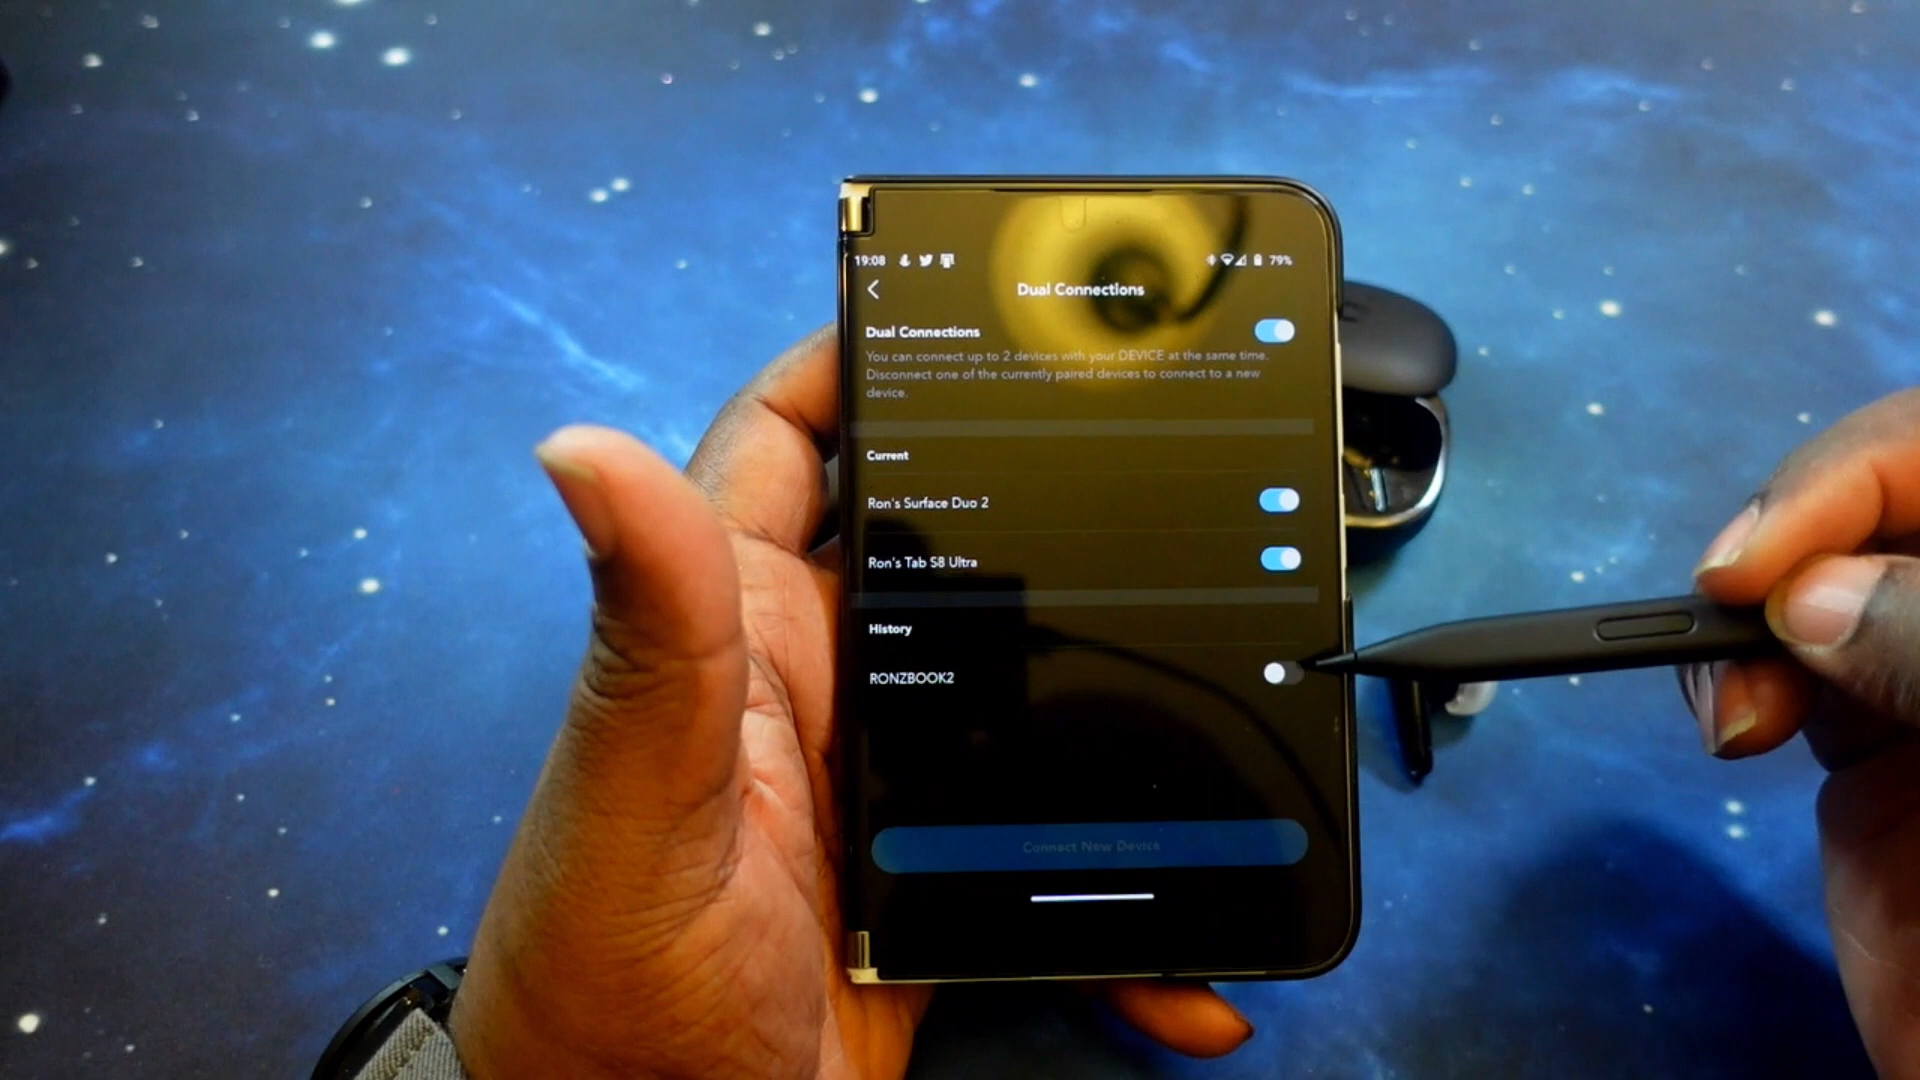 19:08 79%
Dual Connections
Dual Connections
You can connect up to 2 devices with your DEVICE at the same time.
Disconnect one of the currently paired devices to connect to a new
device.
Current
Ron's Surface Duo 2
Ron's Tab S8 Ultra
History
RONZBOOK2
Connect New Device